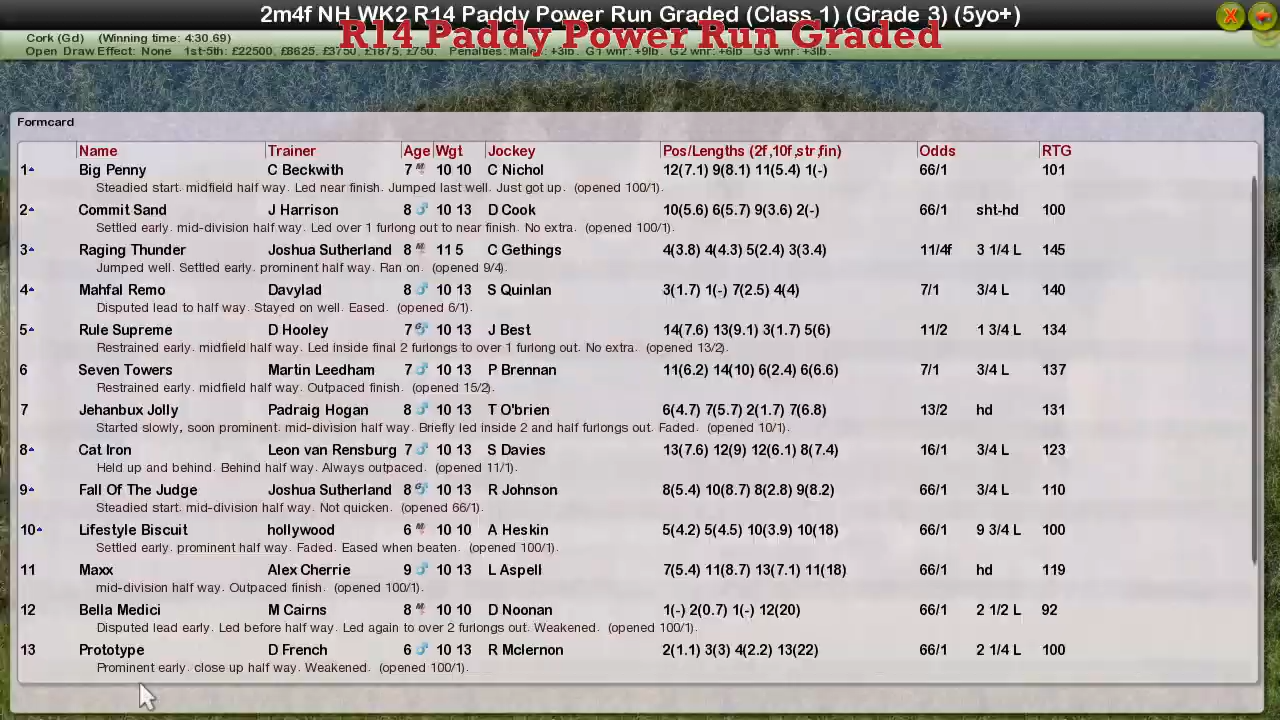 2m4f NH WK2 R14 Paddy Power Run Graded (Class 1) (Grade 3) (5yo+)
R14 Paddy Power Run Graded
Cork (Gd) (Winning time: 4:30.69)
Open Draw Effect: None 1st-5th: £22500, £8625, £3750, £1875, £750. Penalties: Males +3lb. G1 wnr: +9lb. G2 wnr: +6lb. G3 wnr: +3lb.
Formcard
Name Trainer Age Wgt Jockey Pos/Lengths (2f,10f,str,fin) Odds RTG
1 Big Penny C Beckwith 7 10 10 C Nichol 12(7.1) 9(8.1) 11(5.4) 1(-) 66/1 101
Steadied start. midfield half way. Led near finish. Jumped last well. Just got up. (opened 100/1).
2 Commit Sand J Harrison 8 10 13 D Cook 10(5.6) 6(5.7) 9(3.6) 2(-) 66/1 sht-hd 100
Settled early. mid-division half way. Led over 1 furlong out to near finish. No extra. (opened 100/1).
3 Raging Thunder Joshua Sutherland 8 11 5 C Gethings 4(3.8) 4(4.3) 5(2.4) 3(3.4) 11/4f 3 1/4 L 145
Jumped well. Settled early. prominent half way. Ran on. (opened 9/4).
4 Mahfal Remo Davylad 8 10 13 S Quinlan 3(1.7) 1(-) 7(2.5) 4(4) 7/1 3/4 L 140
Disputed lead to half way. Stayed on well. Eased. (opened 6/1).
5 Rule Supreme D Hooley 7 10 13 J Best 14(7.6) 13(9.1) 3(1.7) 5(6) 11/2 1 3/4 L 134
Restrained early. midfield half way. Led inside final 2 furlongs to over 1 furlong out. No extra. (opened 13/2).
6 Seven Towers Martin Leedham 7 10 13 P Brennan 11(6.2) 14(10) 6(2.4) 6(6.6) 7/1 3/4 L 137
Restrained early. midfield half way. Outpaced finish. (opened 15/2).
7 Jehanbux Jolly Padraig Hogan 8 10 13 T O'brien 6(4.7) 7(5.7) 2(1.7) 7(6.8) 13/2 hd 131
Started slowly, soon prominent. mid-division half way. Briefly led inside 2 and half furlongs out. Faded. (opened 10/1).
8 Cat Iron Leon van Rensburg 7 10 13 S Davies 13(7.6) 12(9) 12(6.1) 8(7.4) 16/1 3/4 L 123
Held up and behind. Behind half way. Always outpaced. (opened 11/1).
9 Fall Of The Judge Joshua Sutherland 8 10 13 R Johnson 8(5.4) 10(8.7) 8(2.8) 9(8.2) 66/1 3/4 L 110
Steadied start. mid-division half way. Not quicken. (opened 66/1).
10 Lifestyle Biscuit hollywood 6 10 10 A Heskin 5(4.2) 5(4.5) 10(3.9) 10(18) 66/1 9 3/4 L 100
Settled early. prominent half way. Faded. Eased when beaten. (opened 100/1).
11 Maxx Alex Cherrie 9 10 13 L Aspell 7(5.4) 11(8.7) 13(7.1) 11(18) 66/1 hd 119
mid-division half way. Outpaced finish. (opened 100/1).
12 Bella Medici M Cairns 8 10 10 D Noonan 1(-) 2(0.7) 1(-) 12(20) 66/1 2 1/2 L 92
Disputed lead early. Led before half way. Led again to over 2 furlongs out. Weakened. (opened 100/1).
13 Prototype D French 6 10 13 R Mclernon 2(1.1) 3(3) 4(2.2) 13(22) 66/1 2 1/4 L 100
Prominent early. close up half way. Weakened. (opened 100/1).